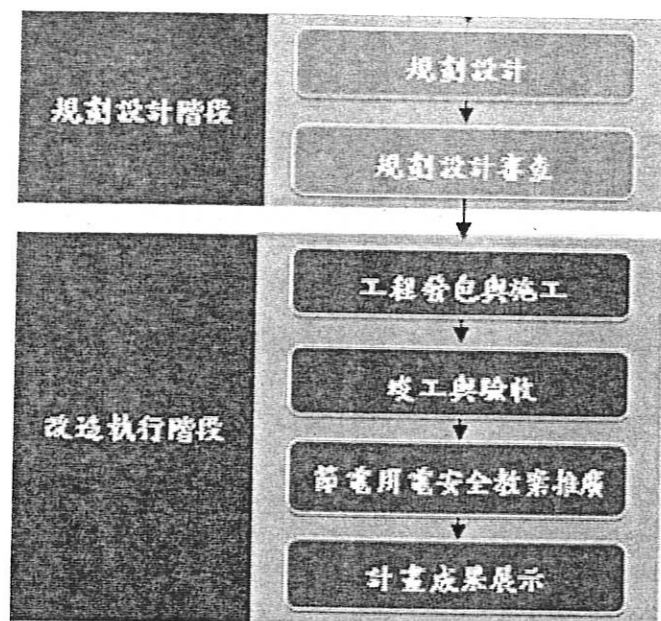 規劃設計階段
規劃設計
規劃設計審查
改造執行階段
工程發包與施工
竣工與驗收
節電用電安全教案推廣
計畫成果展示